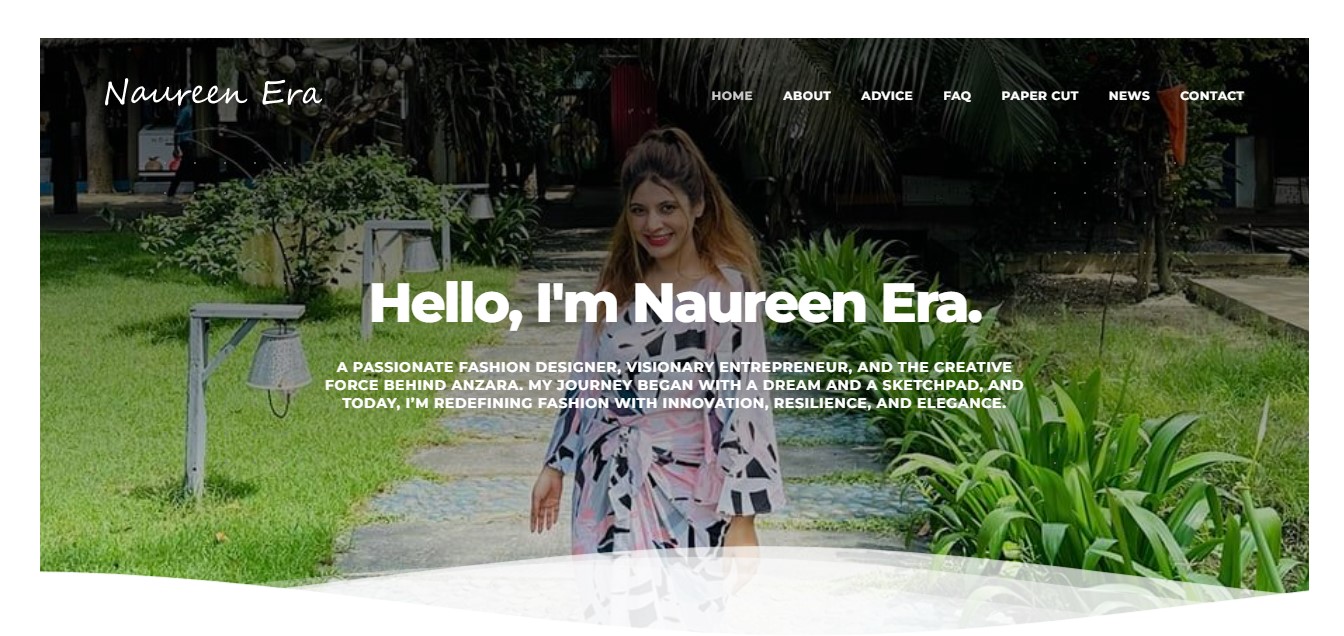 Naureen Era
HOME ABOUT ADVICE FAQ PAPER CUT NEWS CONTACT
Hello, I'm Naureen Era.
A PASSIONATE FASHION DESIGNER, VISIONARY ENTREPRENEUR, AND THE CREATIVE
FORCE BEHIND ANZARA. MY JOURNEY BEGAN WITH A DREAM AND A SKETCHPAD, AND
TODAY, I’M REDEFINING FASHION WITH INNOVATION, RESILIENCE, AND ELEGANCE.